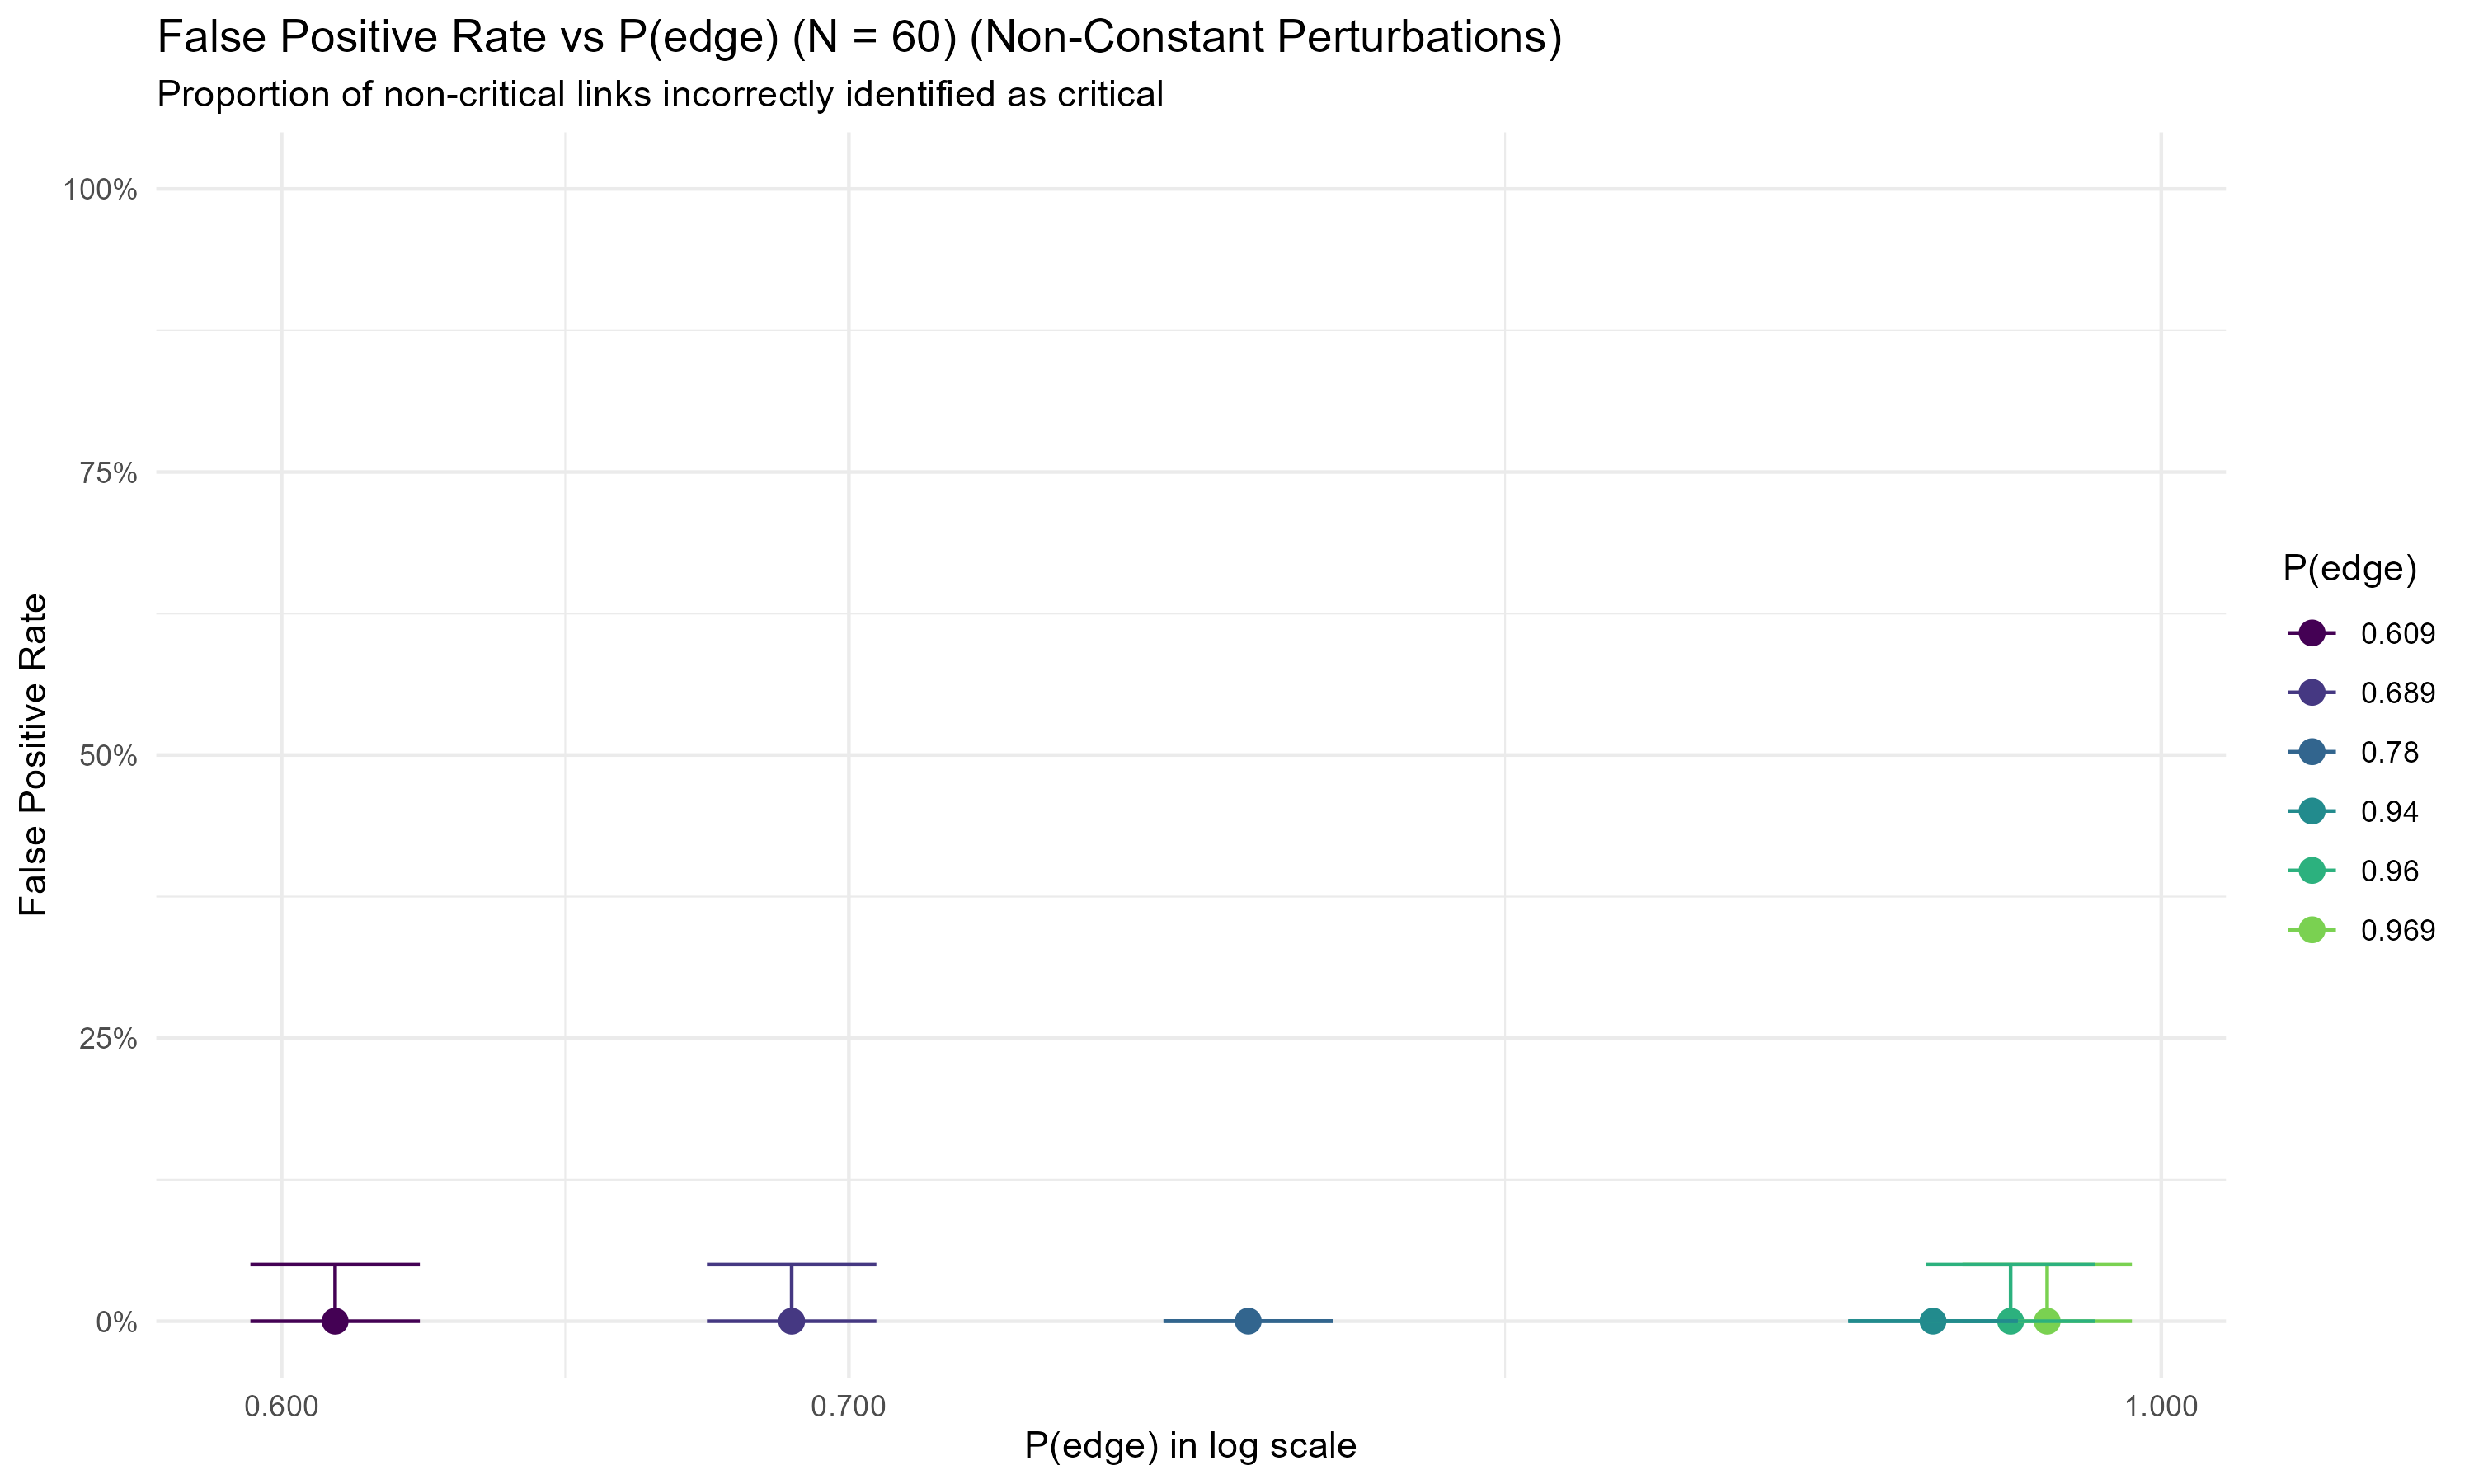 False Positive Rate vs P(edge) (N = 60) (Non-Constant Perturbations)
Proportion of non-critical links incorrectly identified as critical
100%
75%
50%
25%
0%
False Positive Rate
0.600
0.700
1.000
P(edge) in log scale
P(edge)
0.609
0.689
0.78
0.94
0.96
0.969